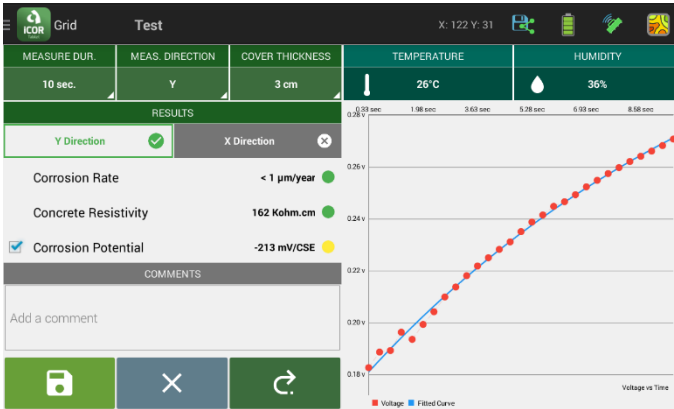 iCOR
Grid
Test
X: 122 Y: 31
MEASURE DUR. MEAS. DIRECTION COVER THICKNESS
10 sec. Y 3 cm
TEMPERATURE HUMIDITY
26°C 36%
RESULTS
Y Direction X Direction
Corrosion Rate < 1 µm/year
Concrete Resistivity 162 Kohm.cm
Corrosion Potential -213 mV/CSE
COMMENTS
Add a comment
0.33 sec 1.98 sec 3.63 sec 5.28 sec 6.93 sec 8.58 sec
0.28 v
0.26 v
0.24 v
0.22 v
0.20 v
0.18 v
Voltage vs Time
Voltage Fitted Curve